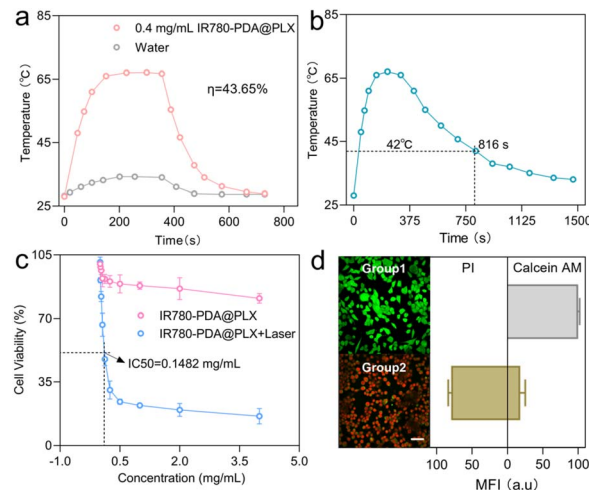 a
85
65
45
25
Temperature (℃)
0.4 mg/mL IR780-PDA@PLX
Water
η=43.65%
0 200 400 600 800
Time(s)
b
85
65
45
25
Temperature (℃)
42℃
816 s
0 375 750 1125 1500
Time (s)
c
105
70
35
0
Cell Viability (%)
IR780-PDA@PLX
IR780-PDA@PLX+Laser
IC50=0.1482 mg/mL
-1.0 0.5 2.0 3.5 5.0
Concentration (mg/mL)
d
Group1
Group2
PI
Calcein AM
100 50 0 50 100
MFI (a.u)